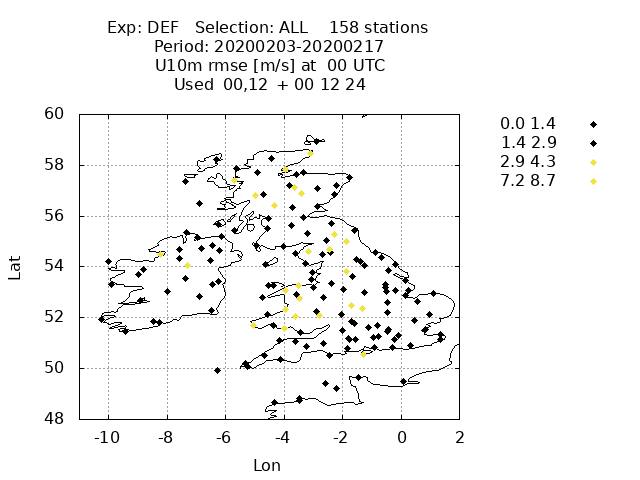 Exp: DEF   Selection: ALL    158 stations
Period: 20200203-20200217
U10m rmse [m/s] at  00 UTC
Used  00,12  + 00 12 24
0.0 1.4
1.4 2.9
2.9 4.3
7.2 8.7
60
58
56
54
52
50
48
Lat
-10 -8 -6 -4 -2 0 2
Lon